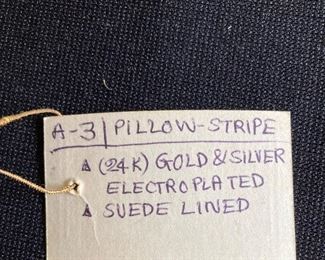 A-3 | PILLOW-STRIPE
▲ (24K) GOLD & SILVER
ELECTROPLATED
▲ SUEDE LINED